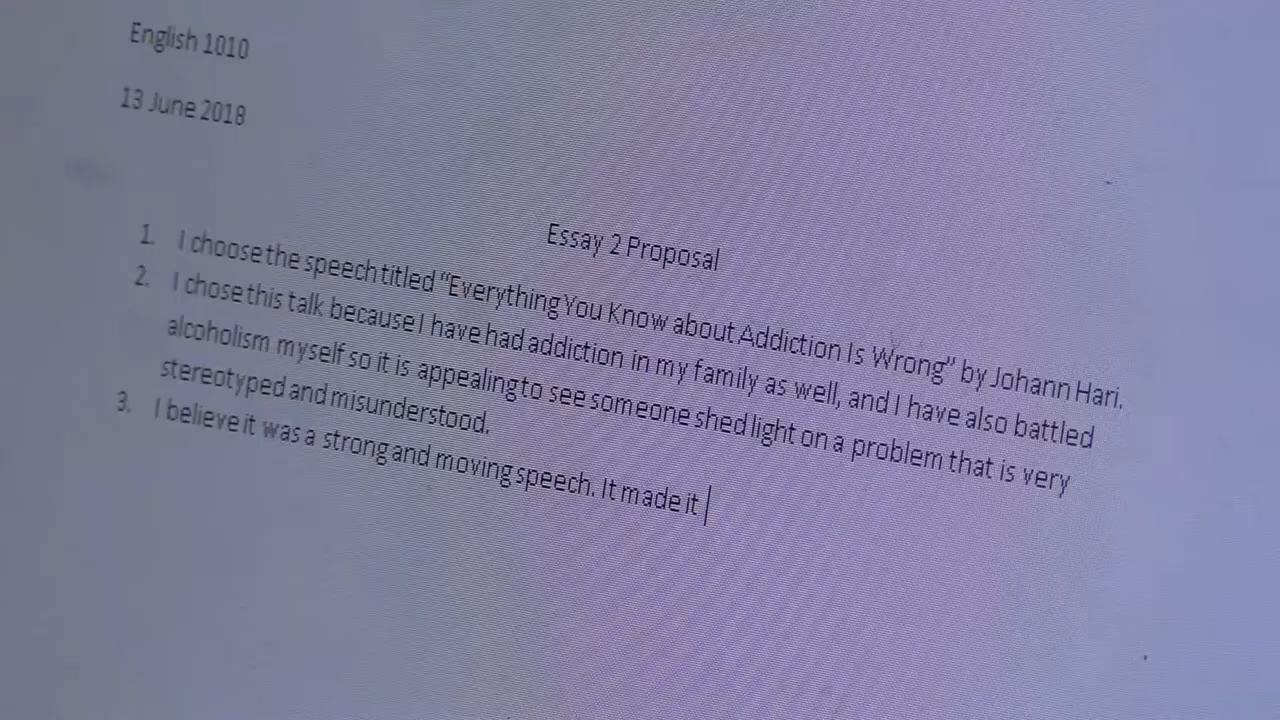 English 1010
13 June 2018
Essay 2 Proposal
1. I choose the speech titled “Everything You Know about Addiction Is Wrong” by Johann Hari.
2. I chose this talk because I have had addiction in my family as well, and I have also battled
alcoholism myself so it is appealing to see someone shed light on a problem that is very
stereotyped and misunderstood.
3. I believe it was a strong and moving speech. It made it